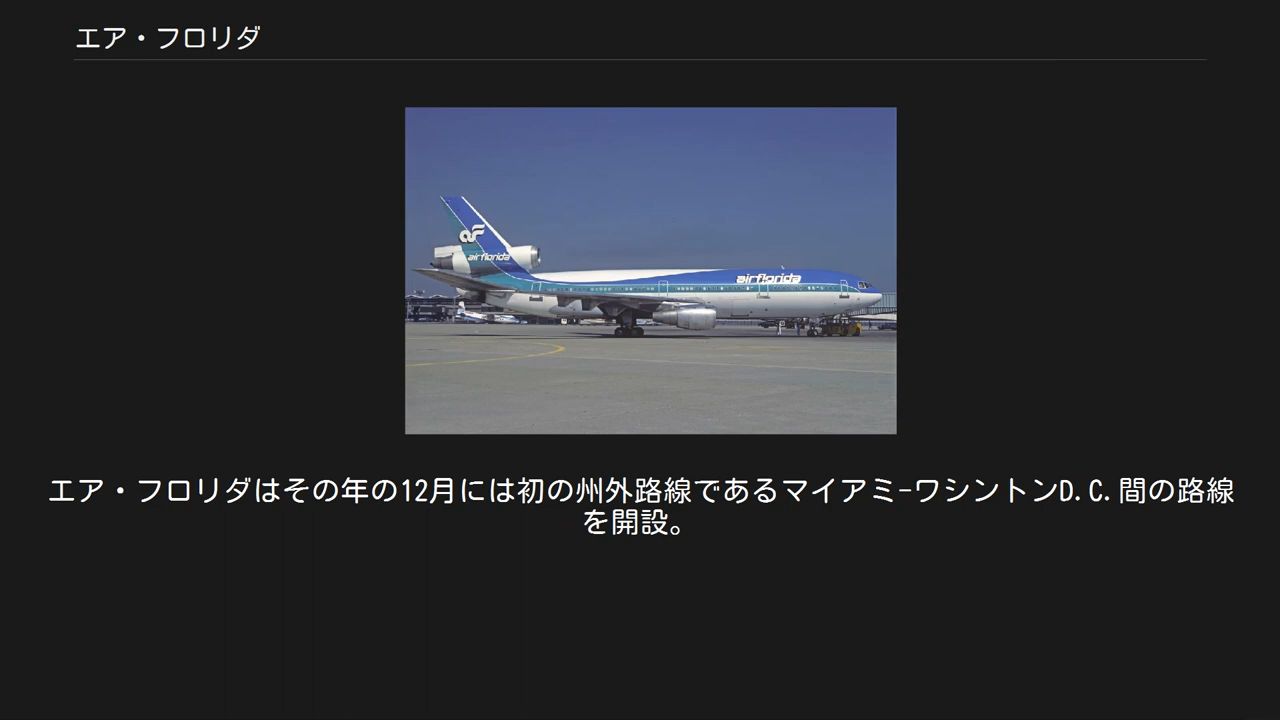 エア・フロリダ
aF
airflorida
airflorida
エア・フロリダはその年の12月には初の州外路線であるマイアミ-ワシントンD.C.間の路線
を開設。